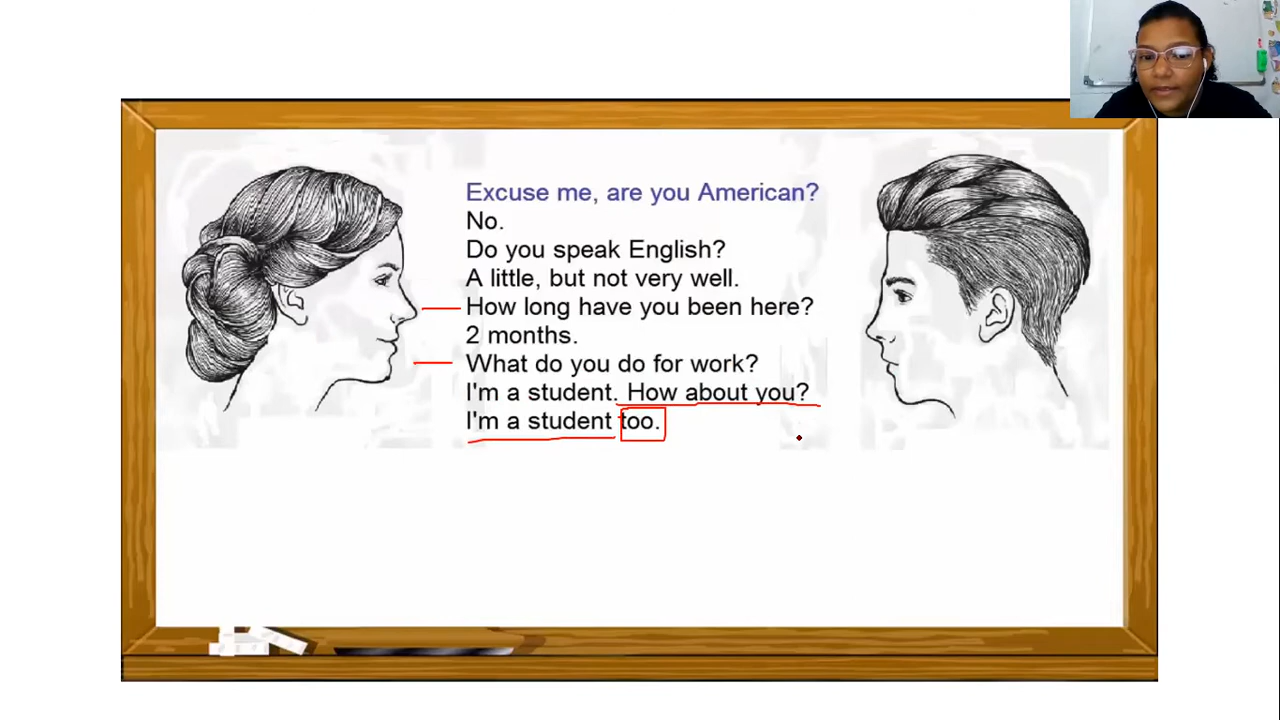 Excuse me, are you American?
No.
Do you speak English?
A little, but not very well.
How long have you been here?
2 months.
What do you do for work?
I'm a student. How about you?
I'm a student too.